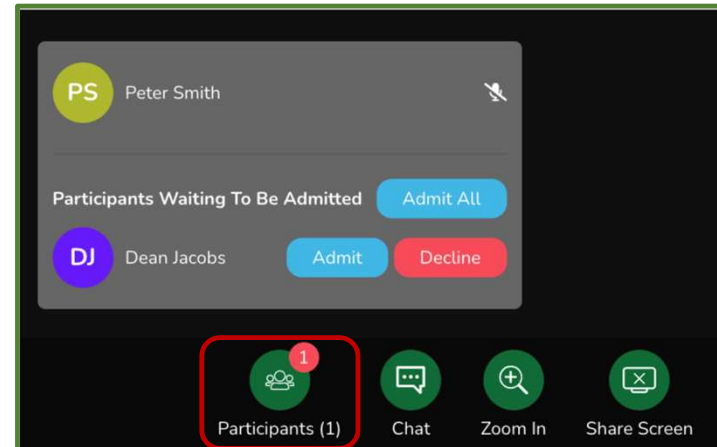 PS Peter Smith
Participants Waiting To Be Admitted Admit All
DJ Dean Jacobs Admit Decline
1
Participants (1) Chat Zoom In Share Screen